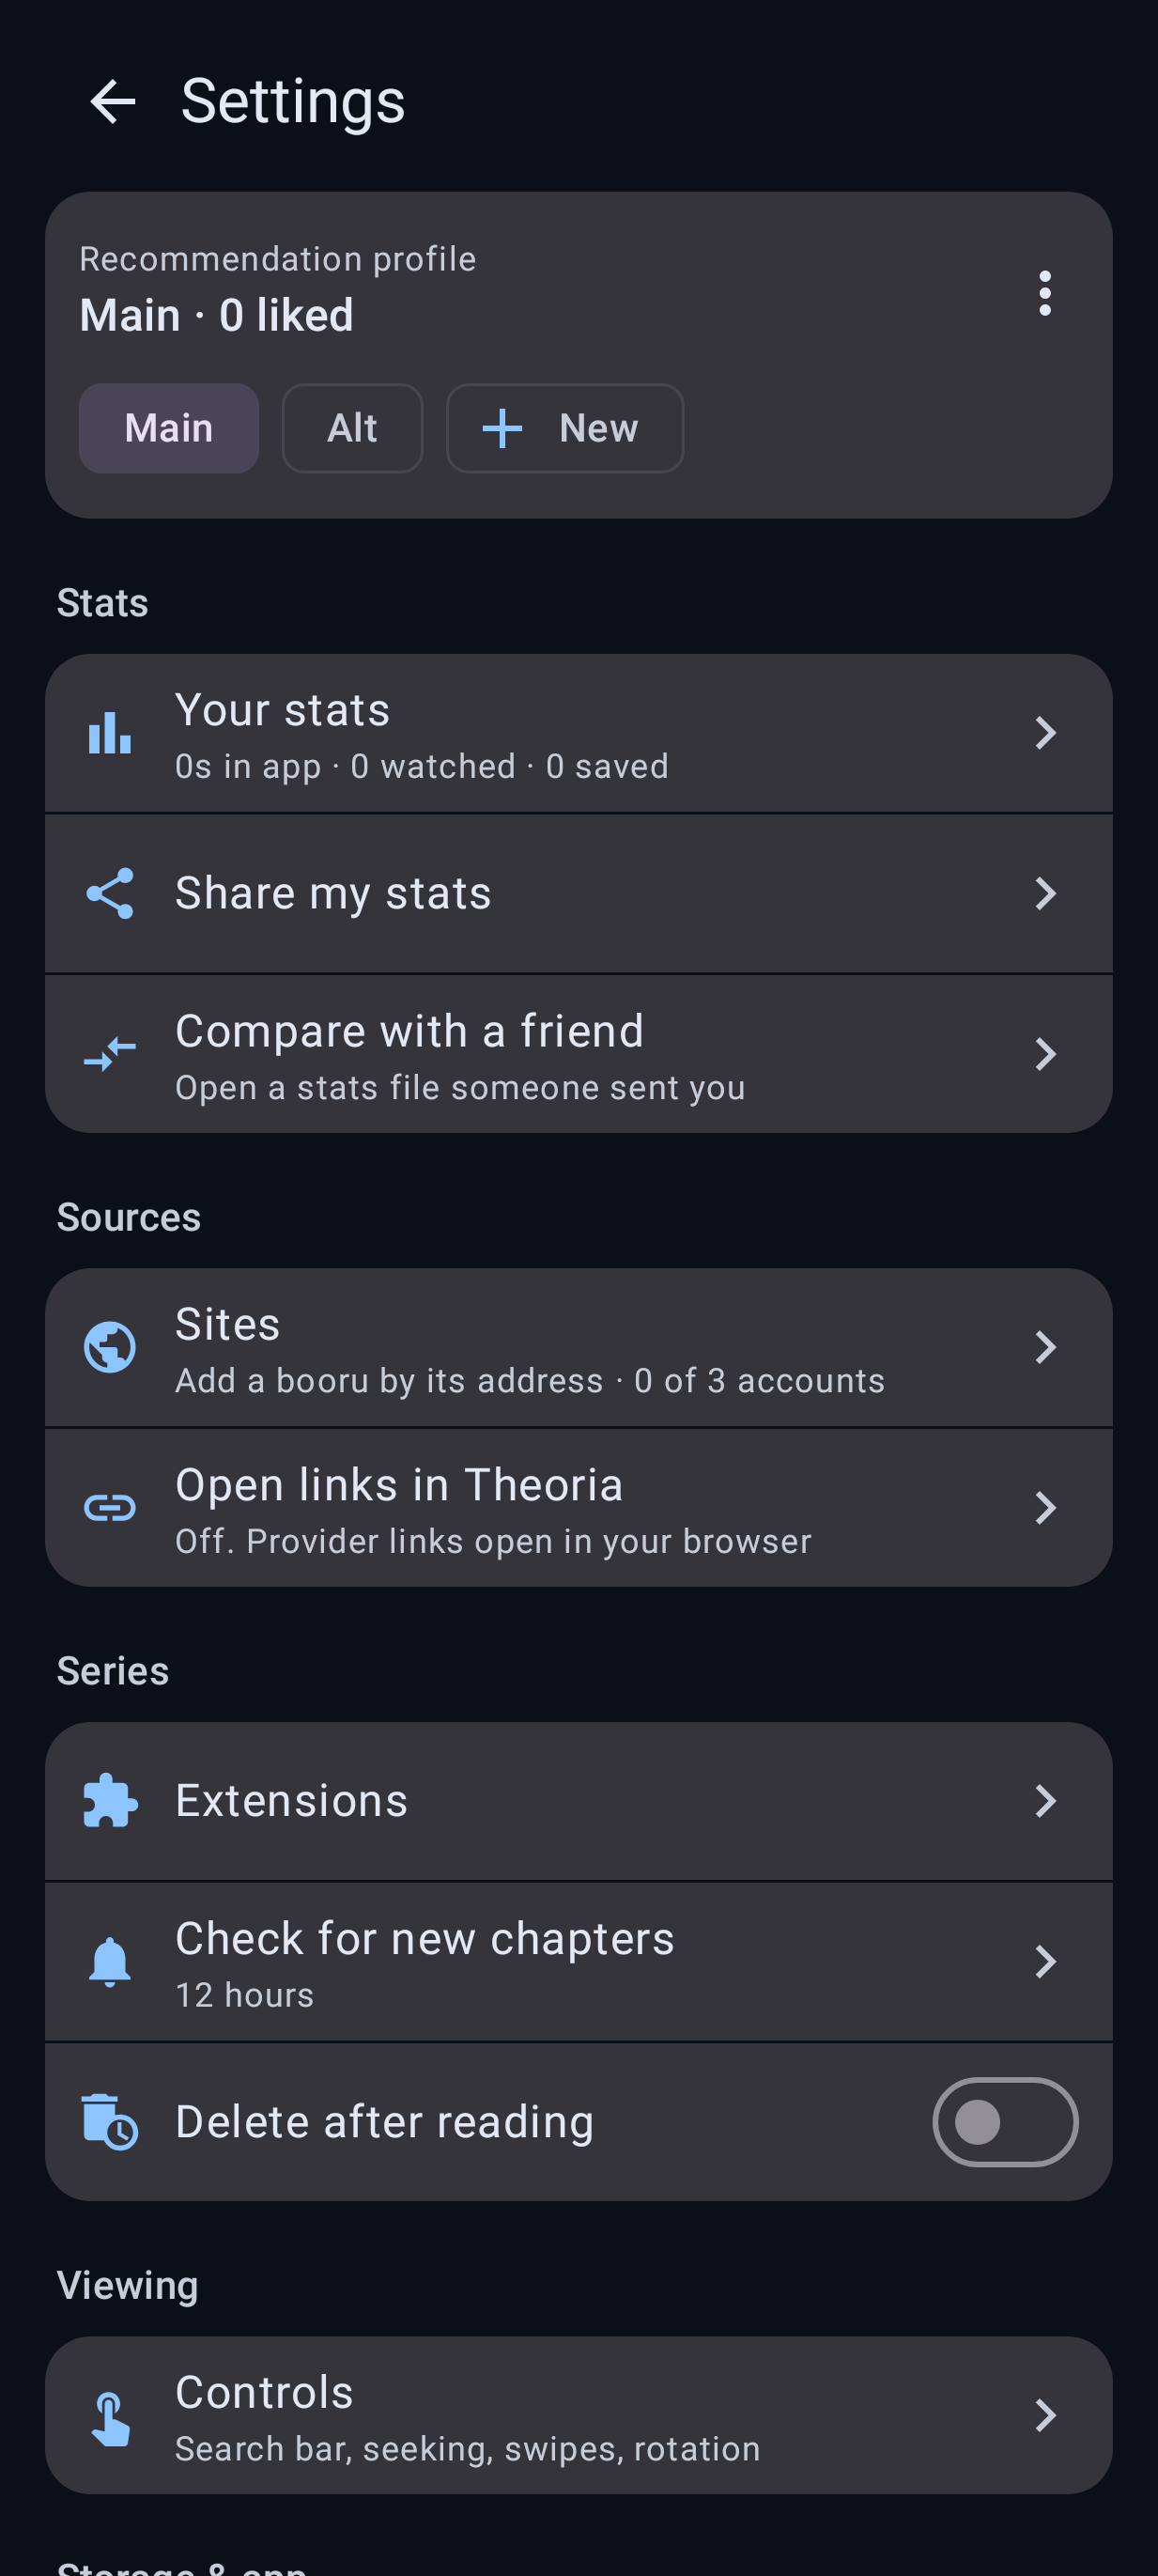 Settings
Recommendation profile
Main · 0 liked
Main
Alt
New
Stats
Your stats
0s in app · 0 watched · 0 saved
Share my stats
Compare with a friend
Open a stats file someone sent you
Sources
Sites
Add a booru by its address · 0 of 3 accounts
Open links in Theoria
Off. Provider links open in your browser
Series
Extensions
Check for new chapters
12 hours
Delete after reading
Viewing
Controls
Search bar, seeking, swipes, rotation
Storage & app